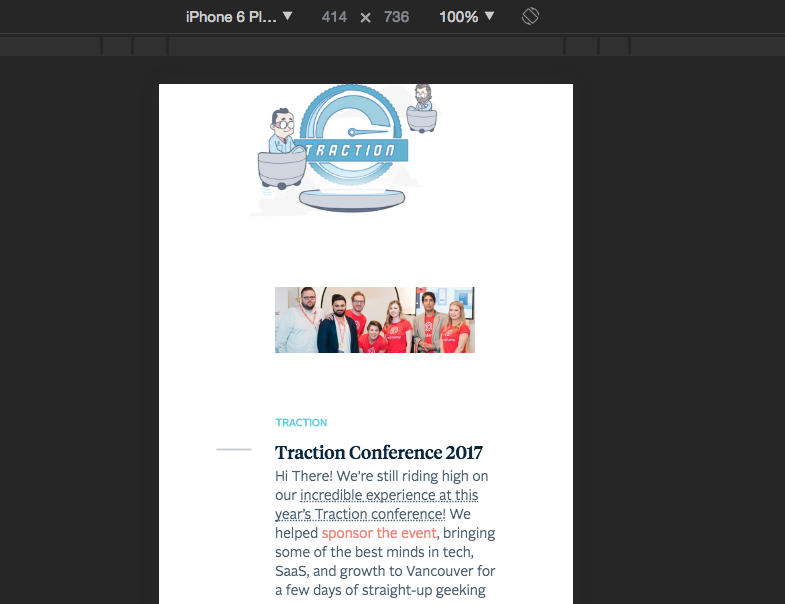 iPhone 6 Pl... ▼ 414 × 736 100% ▼
TRACTION
TRACTION
Traction Conference 2017
Hi There! We're still riding high on
our incredible experience at this
year's Traction conference! We
helped sponsor the event, bringing
some of the best minds in tech,
SaaS, and growth to Vancouver for
a few days of straight-up geeking